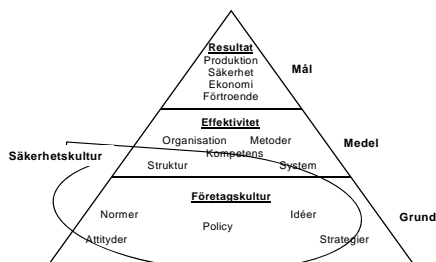 Resultat
Produktion
Säkerhet
Mål
Ekonomi
Förtroende
Effektivitet
Organisation Metoder
Medel
Kompetens
Säkerhetskultur
Struktur System
Företagskultur
Normer Idéer
Grund
Policy
Attityder Strategier